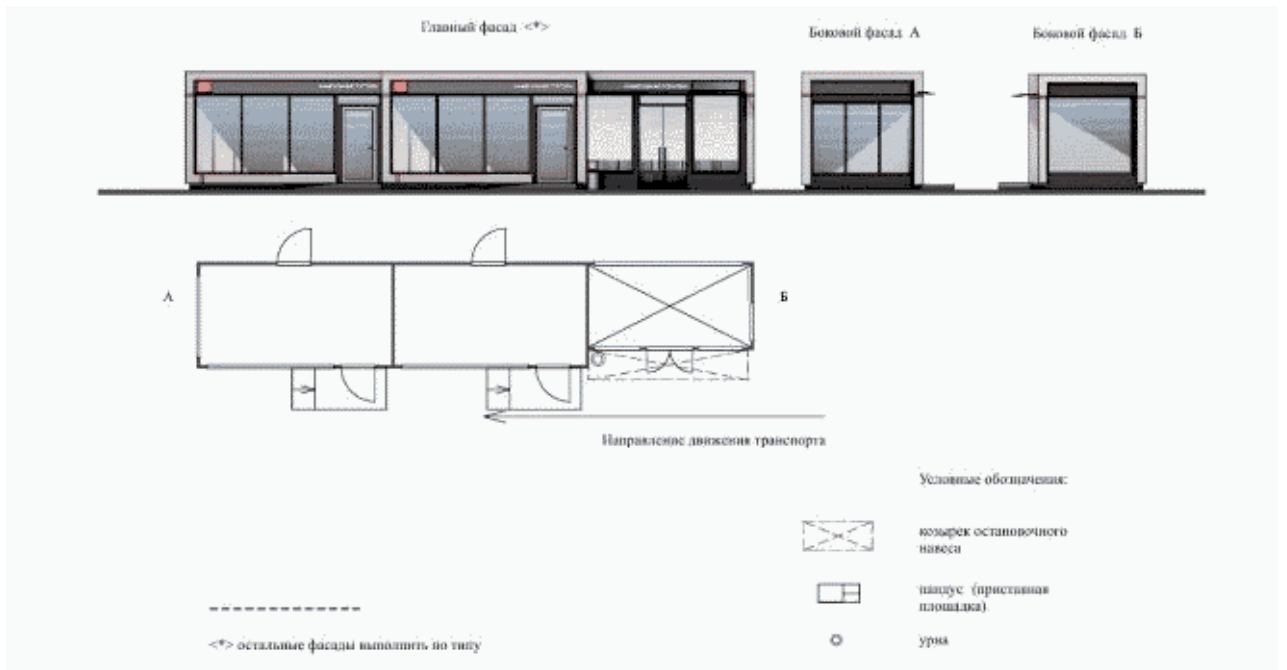 Главный фасад <*>
Боковой фасад А
Боковой фасад Б
А
Б
Направление движения транспорта
Условные обозначения:
козырек остановочного
навеса
пандус (приставная
площадка)
урна
<*> остальные фасады выполнить по типу